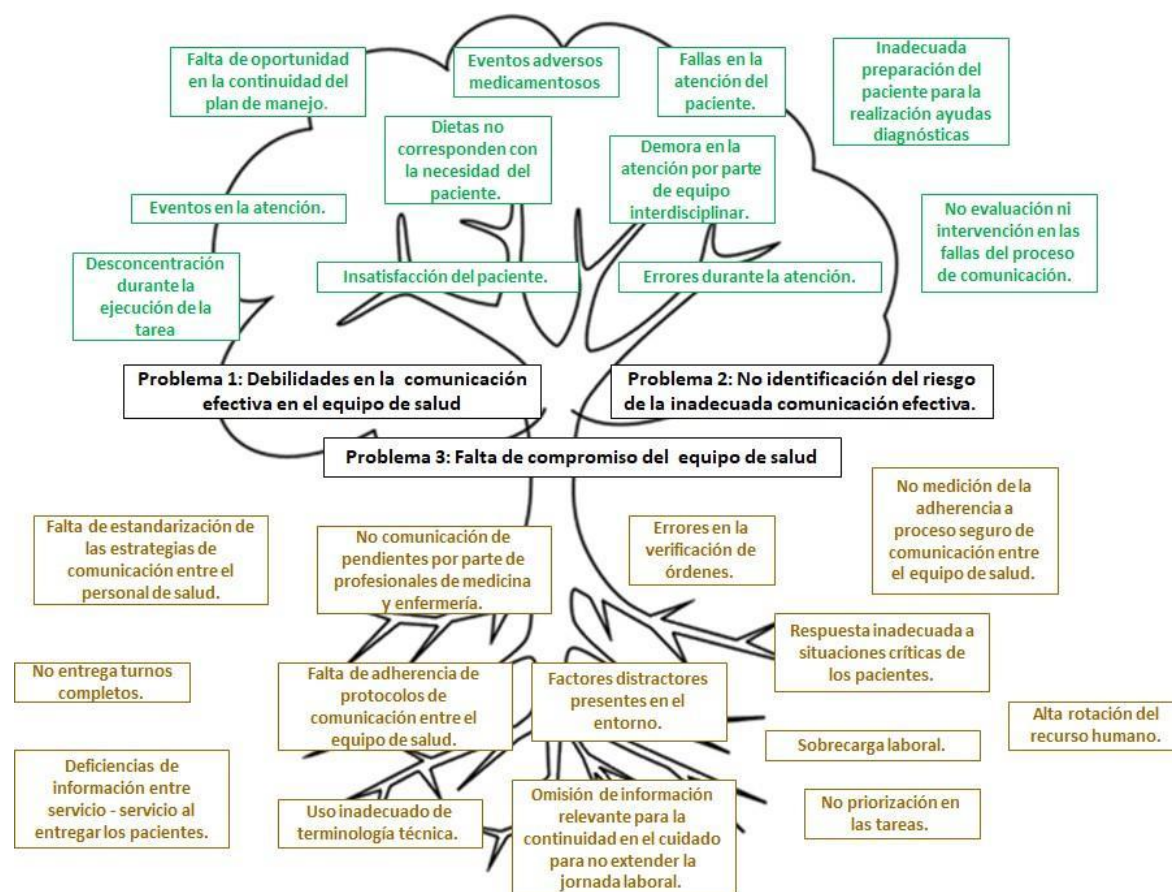 Falta de oportunidad
en la continuidad del
plan de manejo.
Eventos adversos
medicamentosos
Fallas en la
atención del
paciente.
Inadecuada
preparación del
paciente para la
realización ayudas
diagnósticas
Dietas no
corresponden con
la necesidad del
paciente.
Demora en la
atención por parte
de equipo
interdisciplinar.
Eventos en la atención.
No evaluación ni
intervención en las
fallas del proceso
de comunicación.
Desconcentración
durante la
ejecución de la
tarea
Insatisfacción del paciente.
Errores durante la atención.
Problema 1: Debilidades en la comunicación
efectiva en el equipo de salud
Problema 2: No identificación del riesgo
de la inadecuada comunicación efectiva.
Problema 3: Falta de compromiso del equipo de salud
Falta de estandarización de
las estrategias de
comunicación entre el
personal de salud.
No comunicación de
pendientes por parte de
profesionales de medicina
y enfermería.
Errores en la
verificación de
órdenes.
No medición de la
adherencia a
proceso seguro de
comunicación entre
el equipo de salud.
Respuesta inadecuada a
situaciones críticas de
los pacientes.
No entrega turnos
completos.
Falta de adherencia de
protocolos de
comunicación entre el
equipo de salud.
Factores distractores
presentes en el
entorno.
Alta rotación del
recurso humano.
Sobrecarga laboral.
Deficiencias de
información entre
servicio - servicio al
entregar los pacientes.
Uso inadecuado de
terminología técnica.
Omisión de información
relevante para la
continuidad en el cuidado
para no extender la
jornada laboral.
No priorización en
las tareas.